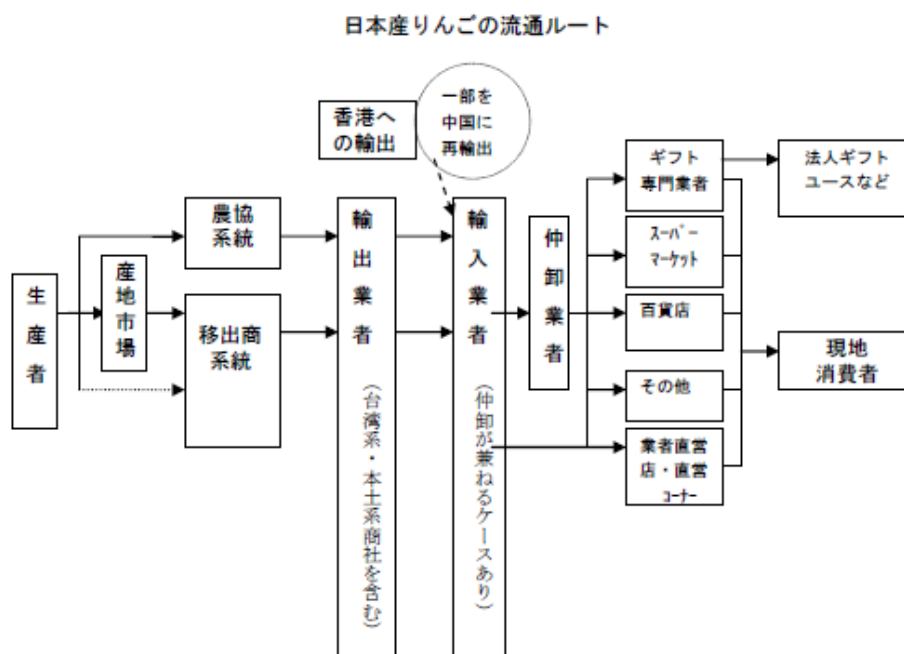 日本産りんごの流通ルート
香港へ
の輸出
一部を
中国に
再輸出
生産者
産地市場
農協
系統
移出商
系統
輸出業者
(台湾系・本土系商社を含む)
輸入業者
(仲卸が兼ねるケースあり)
仲卸業者
ギフト
専門業者
スーパー
マーケット
百貨店
その他
業者直営
店・直営
コーナー
法人ギフト
ユースなど
現地
消費者